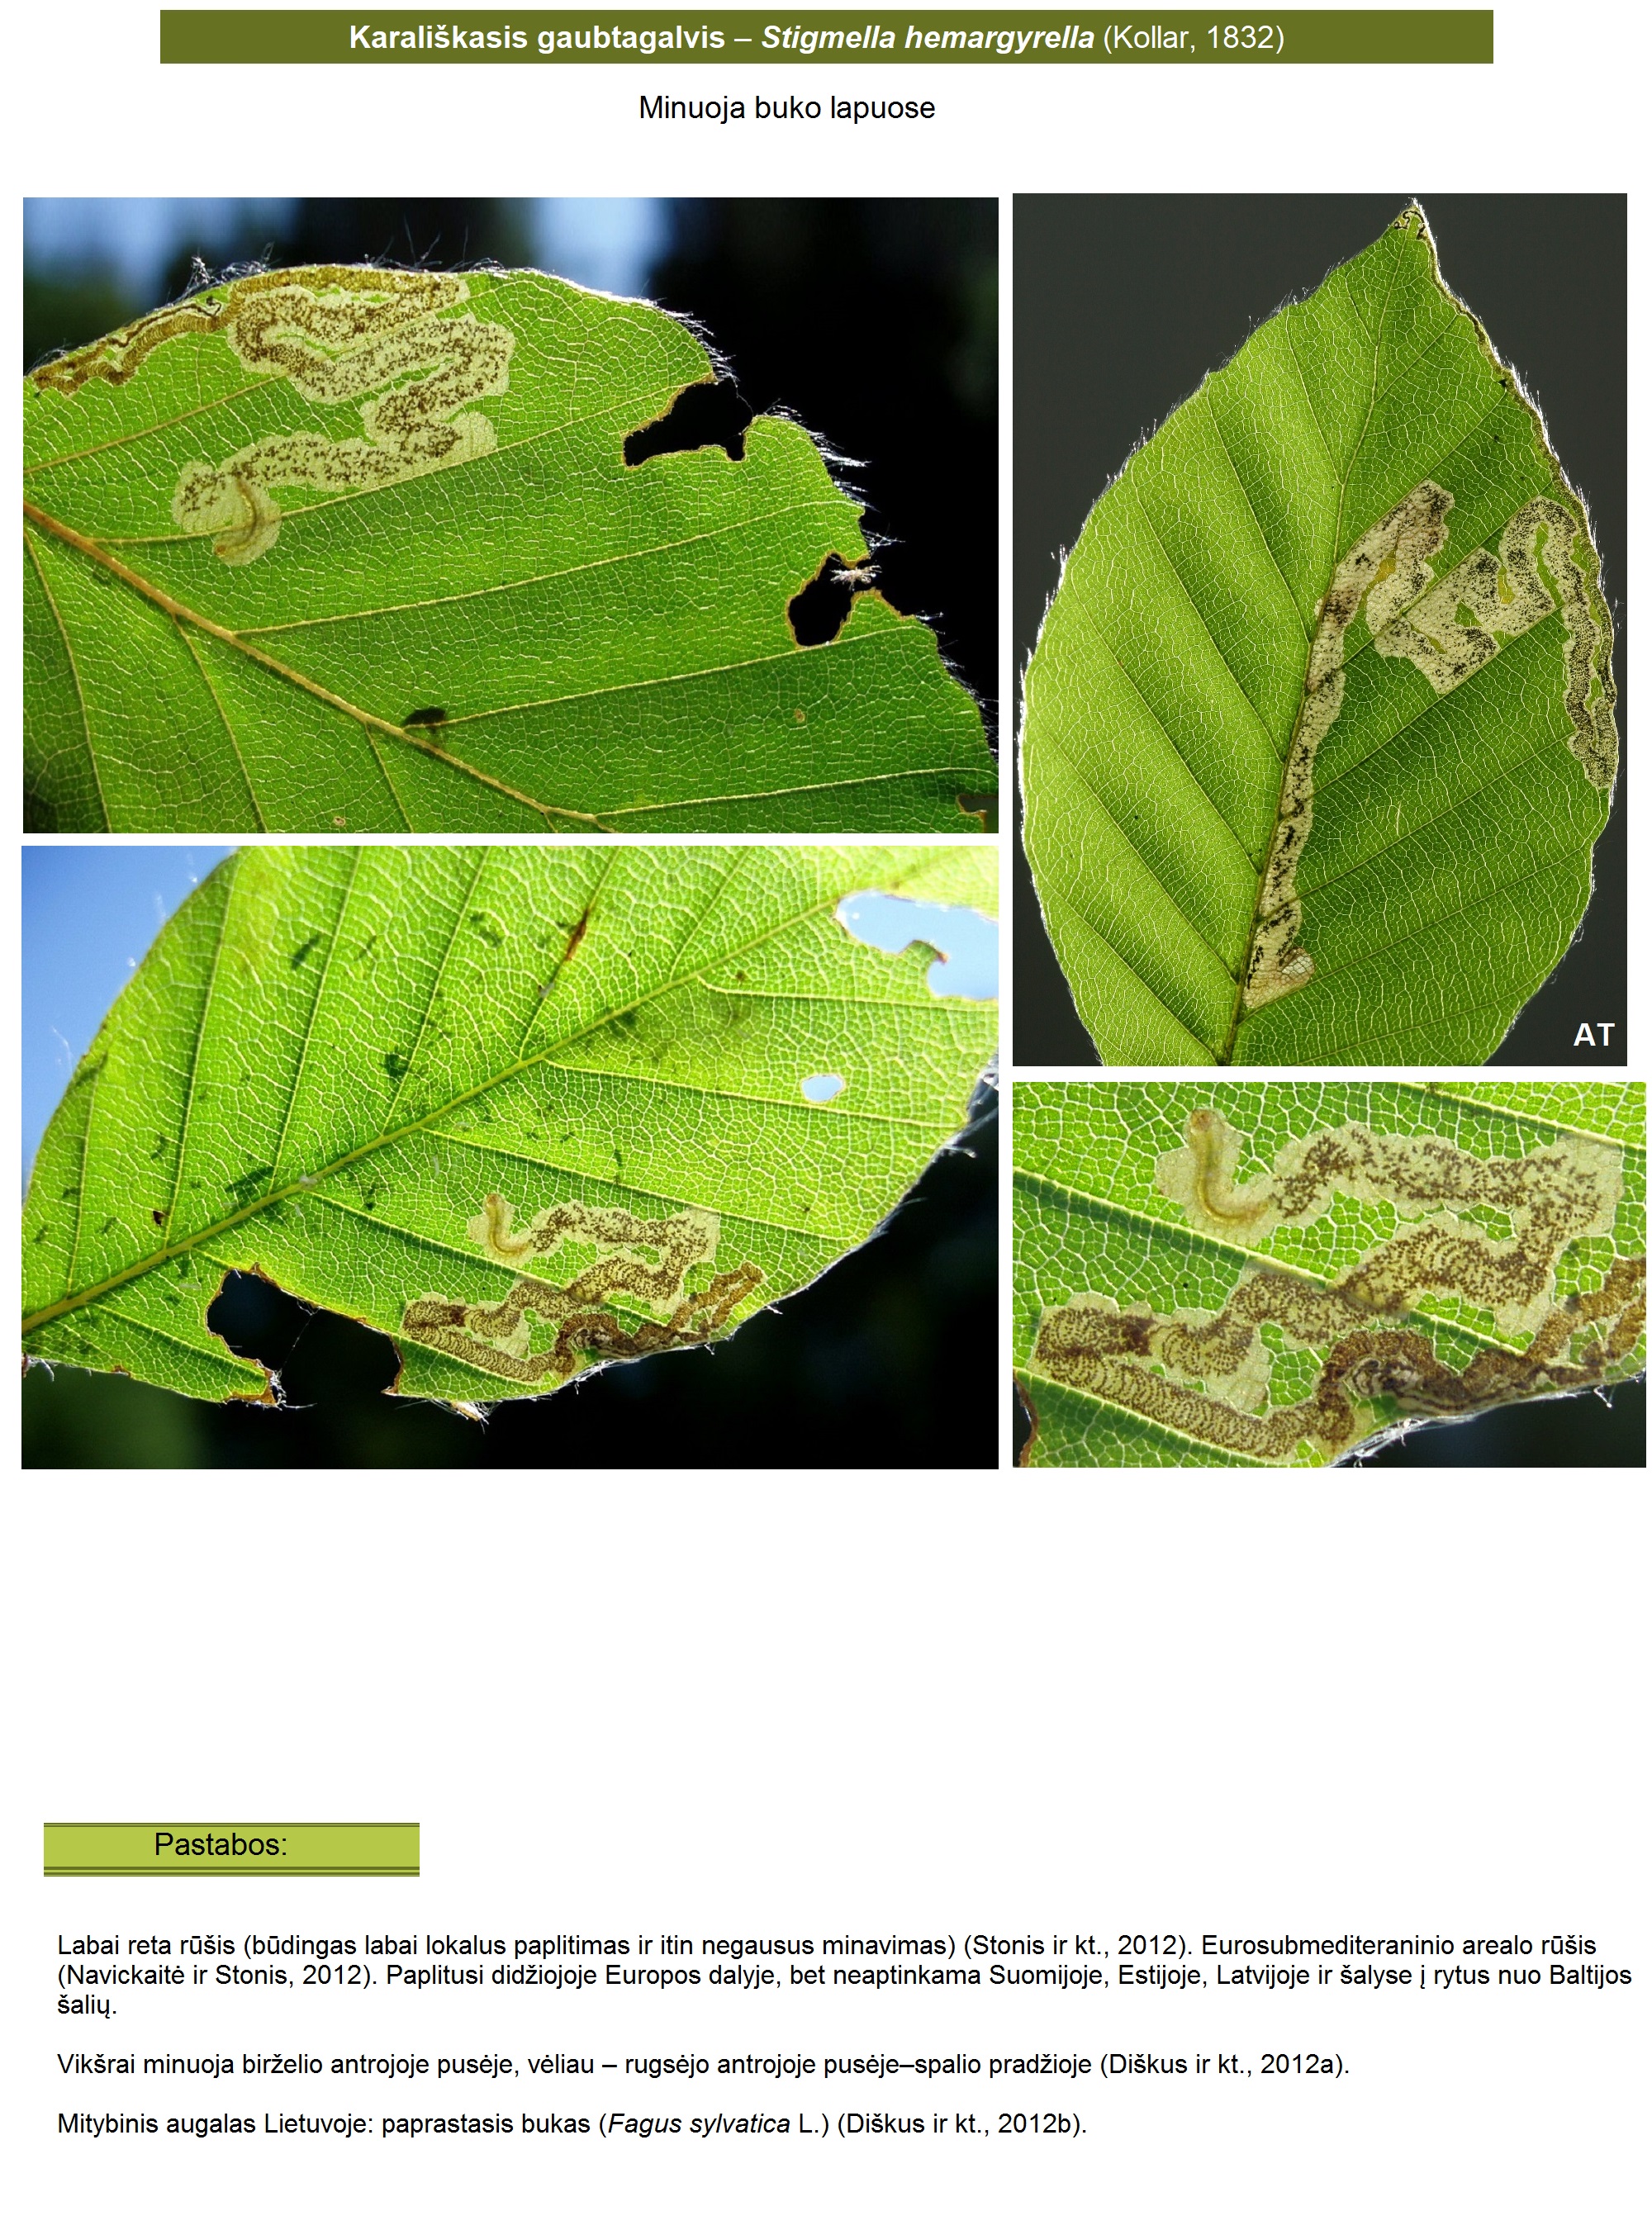 Karališkasis gaubtagalvis – Stigmella hemargyrella (Kollar, 1832)
Minuoja buko lapuose
AT
Pastabos:
Labai reta rūšis (būdingas labai lokalus paplitimas ir itin negausus minavimas) (Stonis ir kt., 2012). Eurosubmediteraninio arealo rūšis
(Navickaitė ir Stonis, 2012). Paplitusi didžiojoje Europos dalyje, bet neaptinkama Suomijoje, Estijoje, Latvijoje ir šalyse į rytus nuo Baltijos
šalių.
Vikšrai minuoja birželio antrojoje pusėje, vėliau – rugsėjo antrojoje pusėje–spalio pradžioje (Diškus ir kt., 2012a).
Mitybinis augalas Lietuvoje: paprastasis bukas (Fagus sylvatica L.) (Diškus ir kt., 2012b).